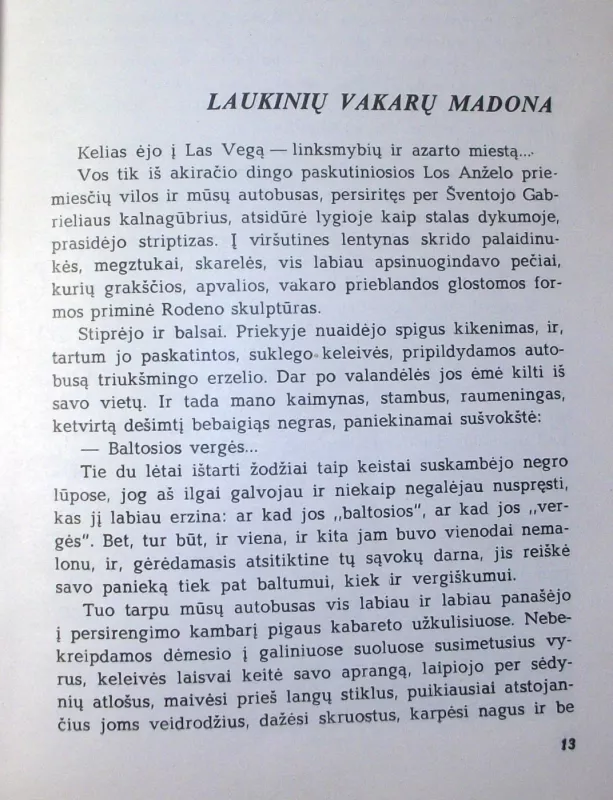 LAUKINIŲ VAKARŲ MADONA
Kelias ėjo į Las Vegą — linksmybių ir azarto miestą...
Vos tik iš akiračio dingo paskutiniosios Los Anželo prie-
miesčių vilos ir mūsų autobusas, persiritęs per Šventojo Gab-
rieliaus kalnagūbrius, atsidūrė lygioje kaip stalas dykumoje,
prasidėjo striptizas. Į viršutines lentynas skrido palaidinu-
kės, megztukai, skarelės, vis labiau apsinuogindavo pečiai,
kurių grakščios, apvalios, vakaro prieblandos glostomos for-
mos priminė Rodeno skulptūras.
Stiprėjo ir balsai. Priekyje nuaidėjo spigus kikenimas, ir,
tartum jo paskatintos, suklego keleivės, pripildydamos auto-
busą triukšmingo erzelio. Dar po valandėlės jos ėmė kilti iš
savo vietų. Ir tada mano kaimynas, stambus, raumeningas,
ketvirtą dešimtį bebaigiąs negras, paniekinamai sušvokštė:
— Baltosios vergės...
Tie du lėtai ištarti žodžiai taip keistai suskambėjo negro
lūpose, jog aš ilgai galvojau ir niekaip negalėjau nuspręsti,
kas jį labiau erzina: ar kad jos „baltosios", ar kad jos „ver-
gės". Bet, tur būt, ir viena, ir kita jam buvo vienodai nema-
lonu, ir, gėrėdamasis atsitiktine tų sąvokų darna, jis reiškė
savo panieką tiek pat baltumui, kiek ir vergiškumui.
Tuo tarpu mūsų autobusas vis labiau ir labiau panašėjo
į persirengimo kambarį pigaus kabareto užkulisiuose. Nebe-
kreipdamos dėmesio į galiniuose suoluose susimetusius vy-
rus, keleivės laisvai keitė savo aprangą, laipiojo per sėdy-
nių atlošus, maivėsi prieš langų stiklus, puikiausiai atstojan-
čius joms veidrodžius, dažėsi skruostus, karpėsi nagus ir be
13